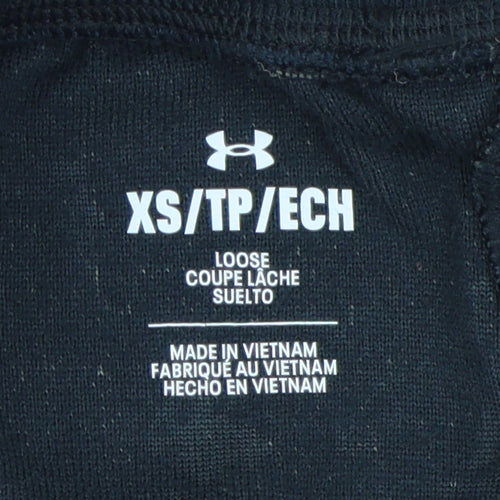 XS/TP/ECH
LOOSE
COUPE LÂCHE
SUELTO
MADE IN VIETNAM
FABRIQUÉ AU VIETNAM
HECHO EN VIETNAM